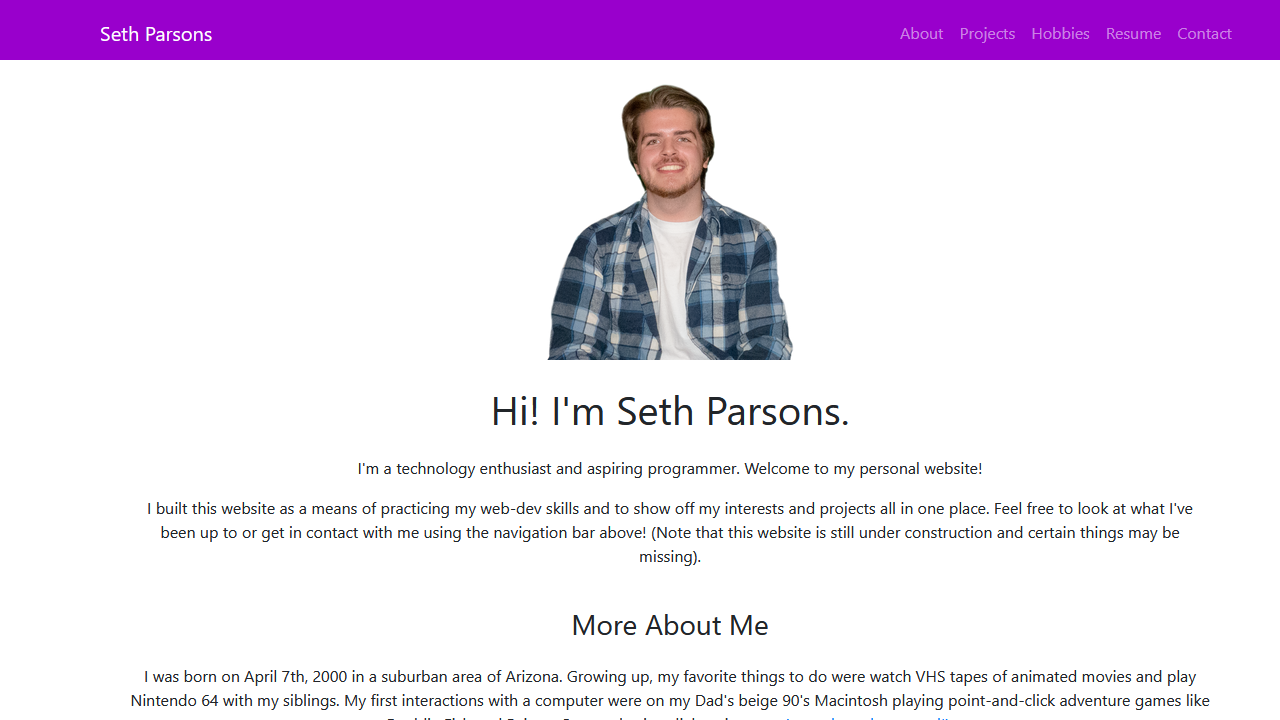 Seth Parsons
About Projects Hobbies Resume Contact
Hi! I'm Seth Parsons.
I'm a technology enthusiast and aspiring programmer. Welcome to my personal website!
I built this website as a means of practicing my web-dev skills and to show off my interests and projects all in one place. Feel free to look at what I've
been up to or get in contact with me using the navigation bar above! (Note that this website is still under construction and certain things may be
missing).
More About Me
I was born on April 7th, 2000 in a suburban area of Arizona. Growing up, my favorite things to do were watch VHS tapes of animated movies and play
Nintendo 64 with my siblings. My first interactions with a computer were on my Dad's beige 90's Macintosh playing point-and-click adventure games like